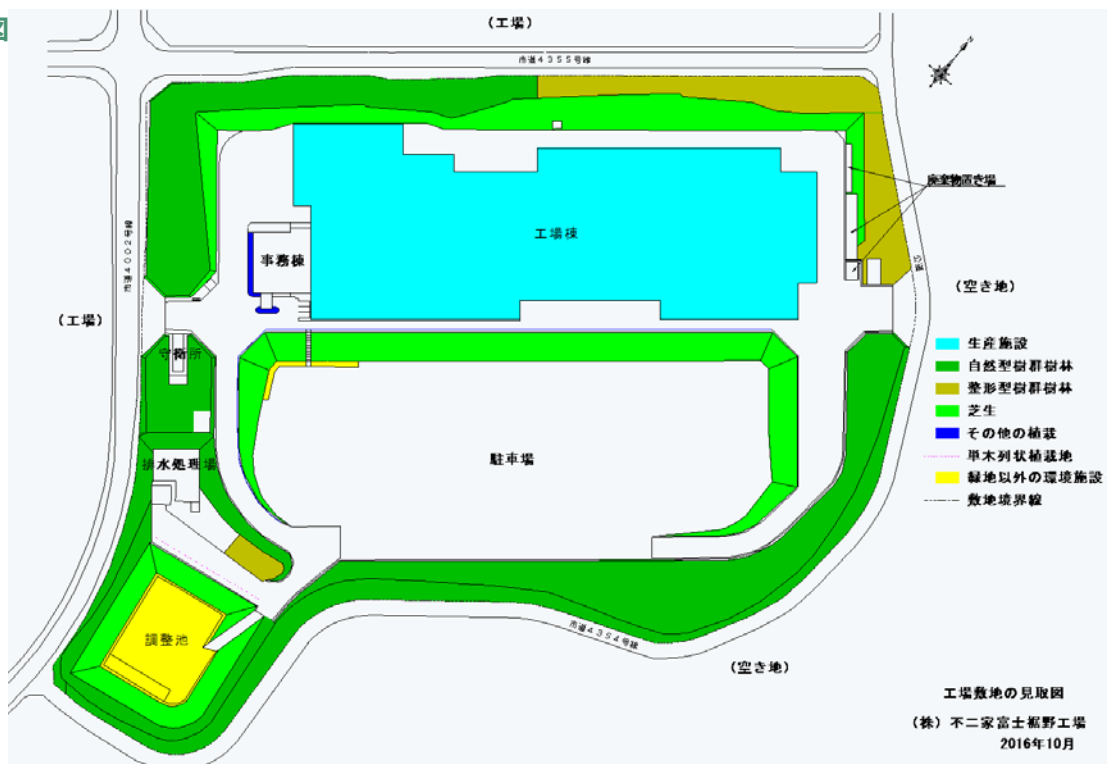 図
(工場)
市道4355号線
廃棄物置き場
工場棟
事務棟
市道4002号線
(空き地)
(工場)
守衛所
生産施設
自然型樹群樹林
整形型樹群樹林
芝生
その他の植栽
単木列状植栽地
緑地以外の環境施設
敷地境界線
駐車場
排水処理場
調整池
市道4354号線
(空き地)
工場敷地の見取図
(株)不二家富士裾野工場
2016年10月